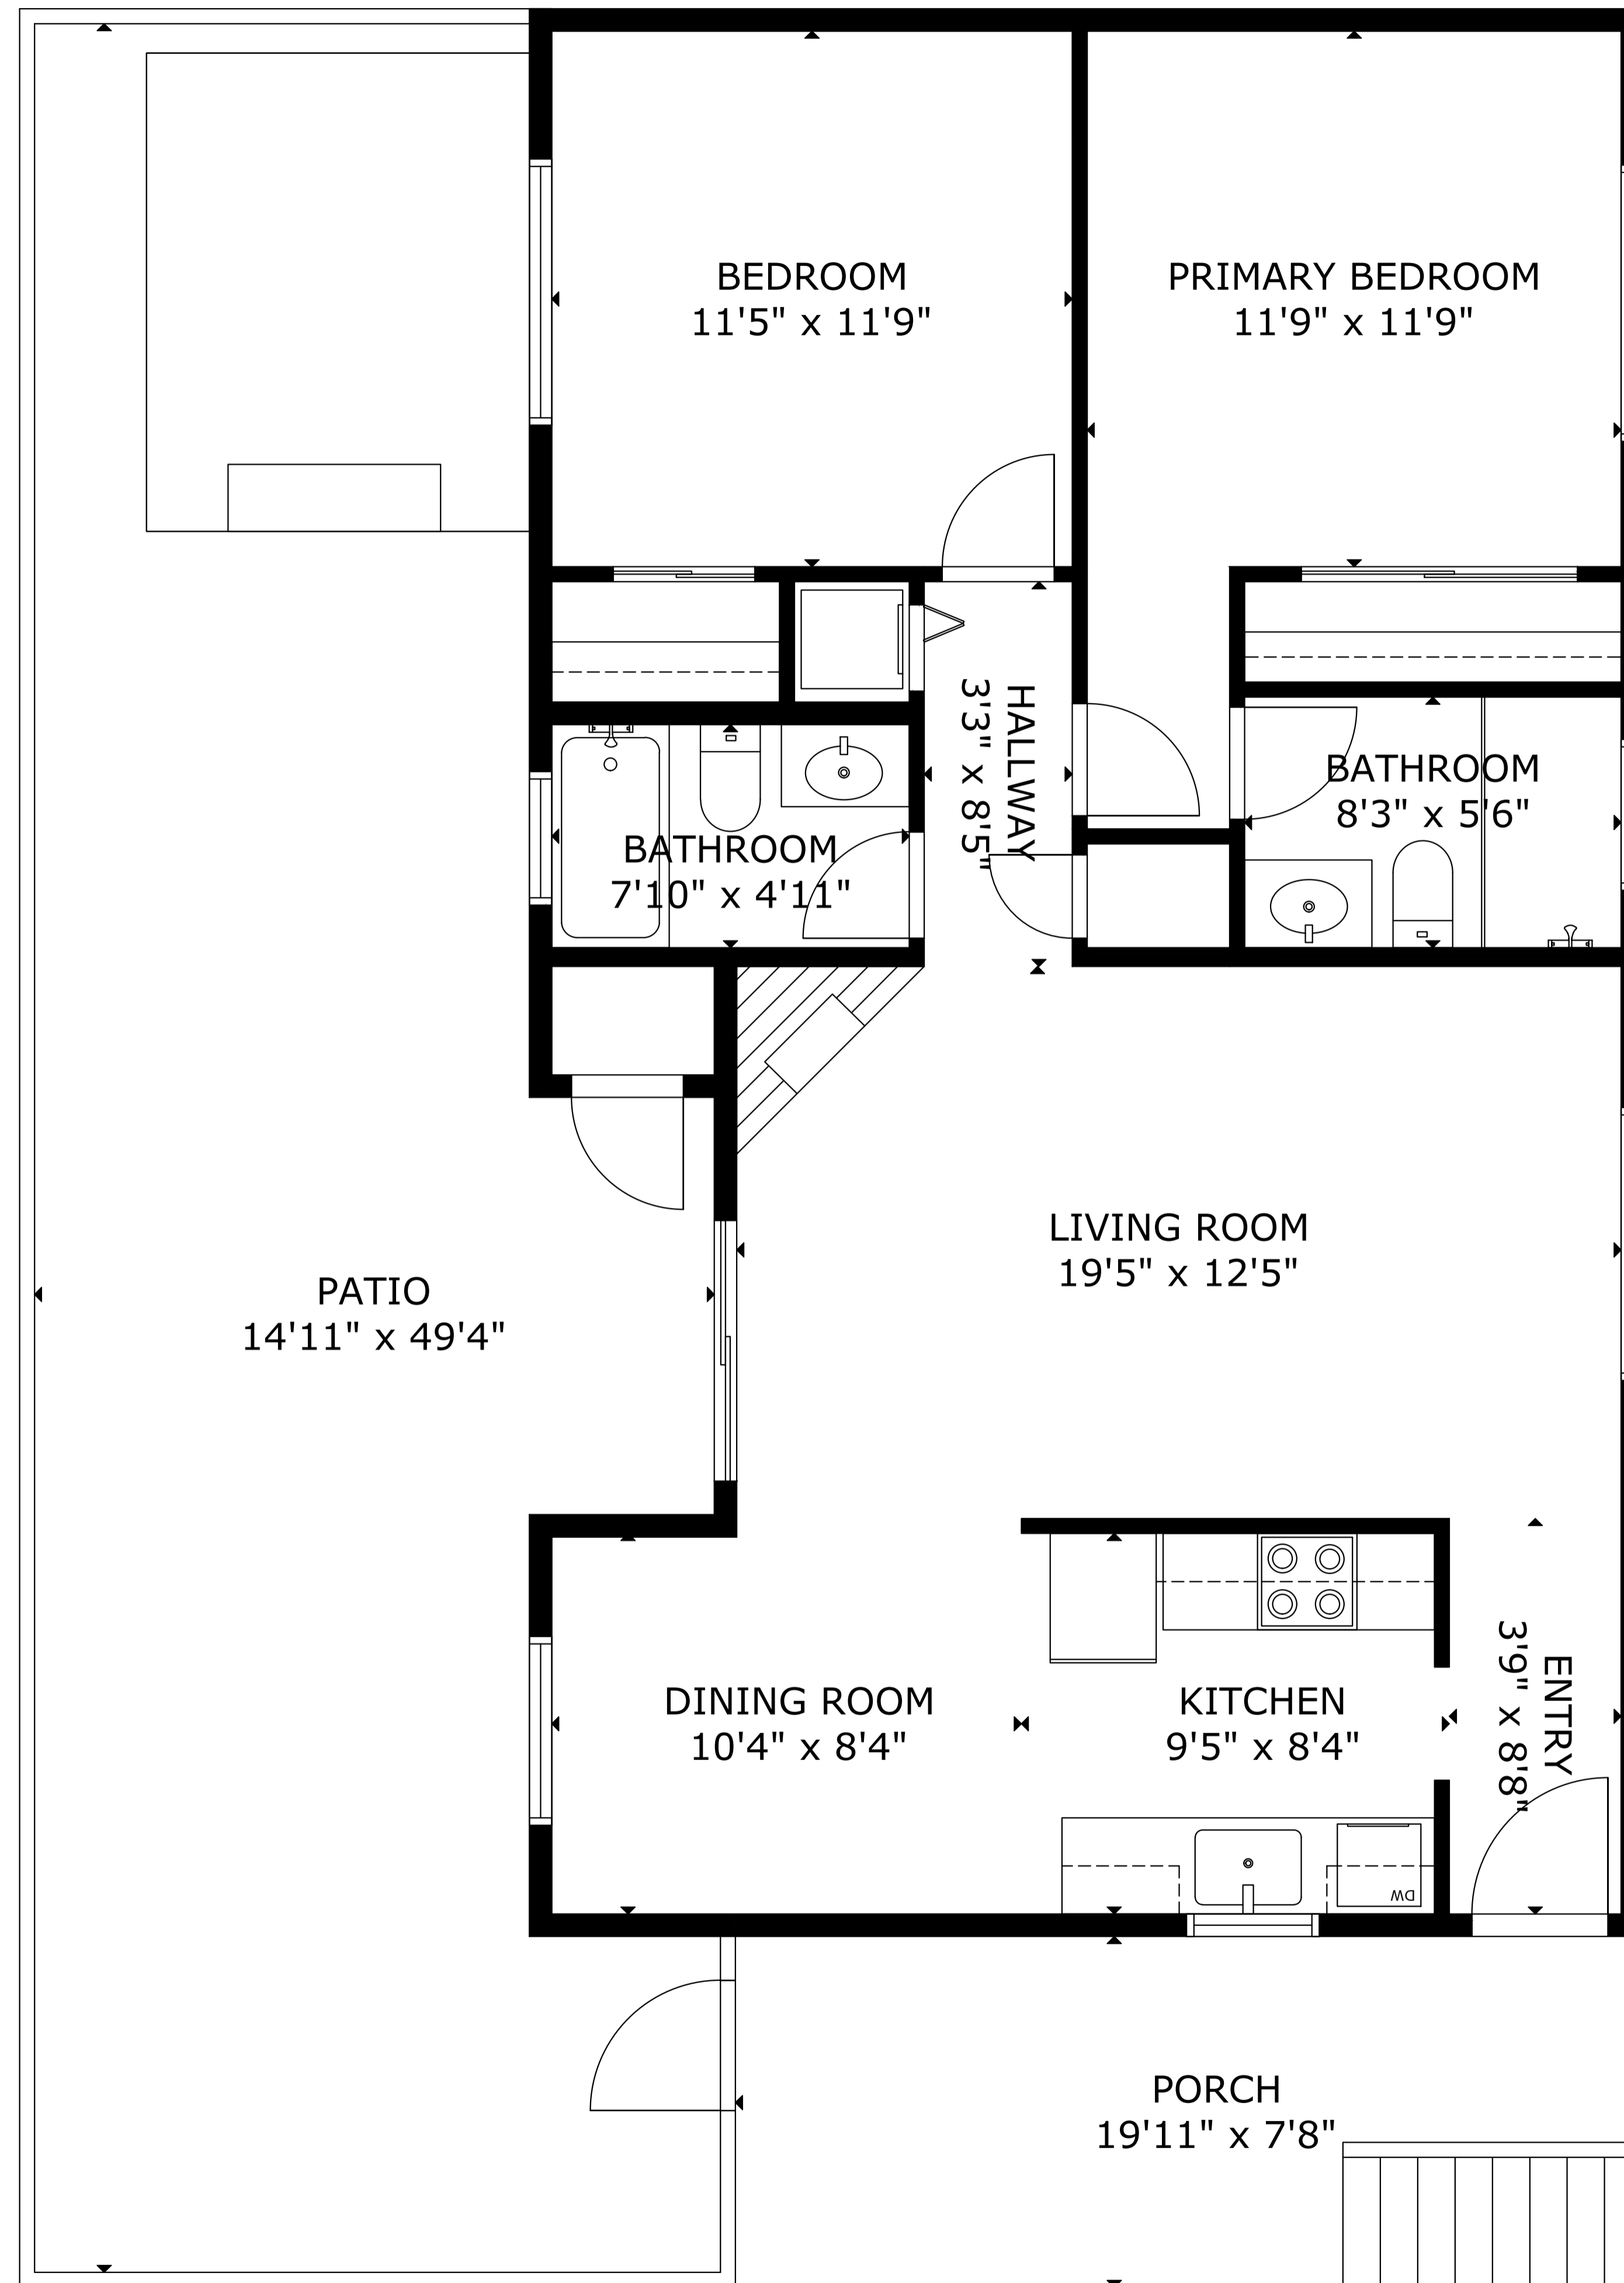 BEDROOM
11'5" x 11'9"
PRIMARY BEDROOM
11'9" x 11'9"
HALLWAY
3'3" x 8'5"
BATHROOM
8'3" x 5'6"
BATHROOM
7'10" x 4'11"
LIVING ROOM
19'5" x 12'5"
PATIO
14'11" x 49'4"
DINING ROOM
10'4" x 8'4"
KITCHEN
9'5" x 8'4"
ENTRY
3'9" x 8'8"
DW
PORCH
19'11" x 7'8"